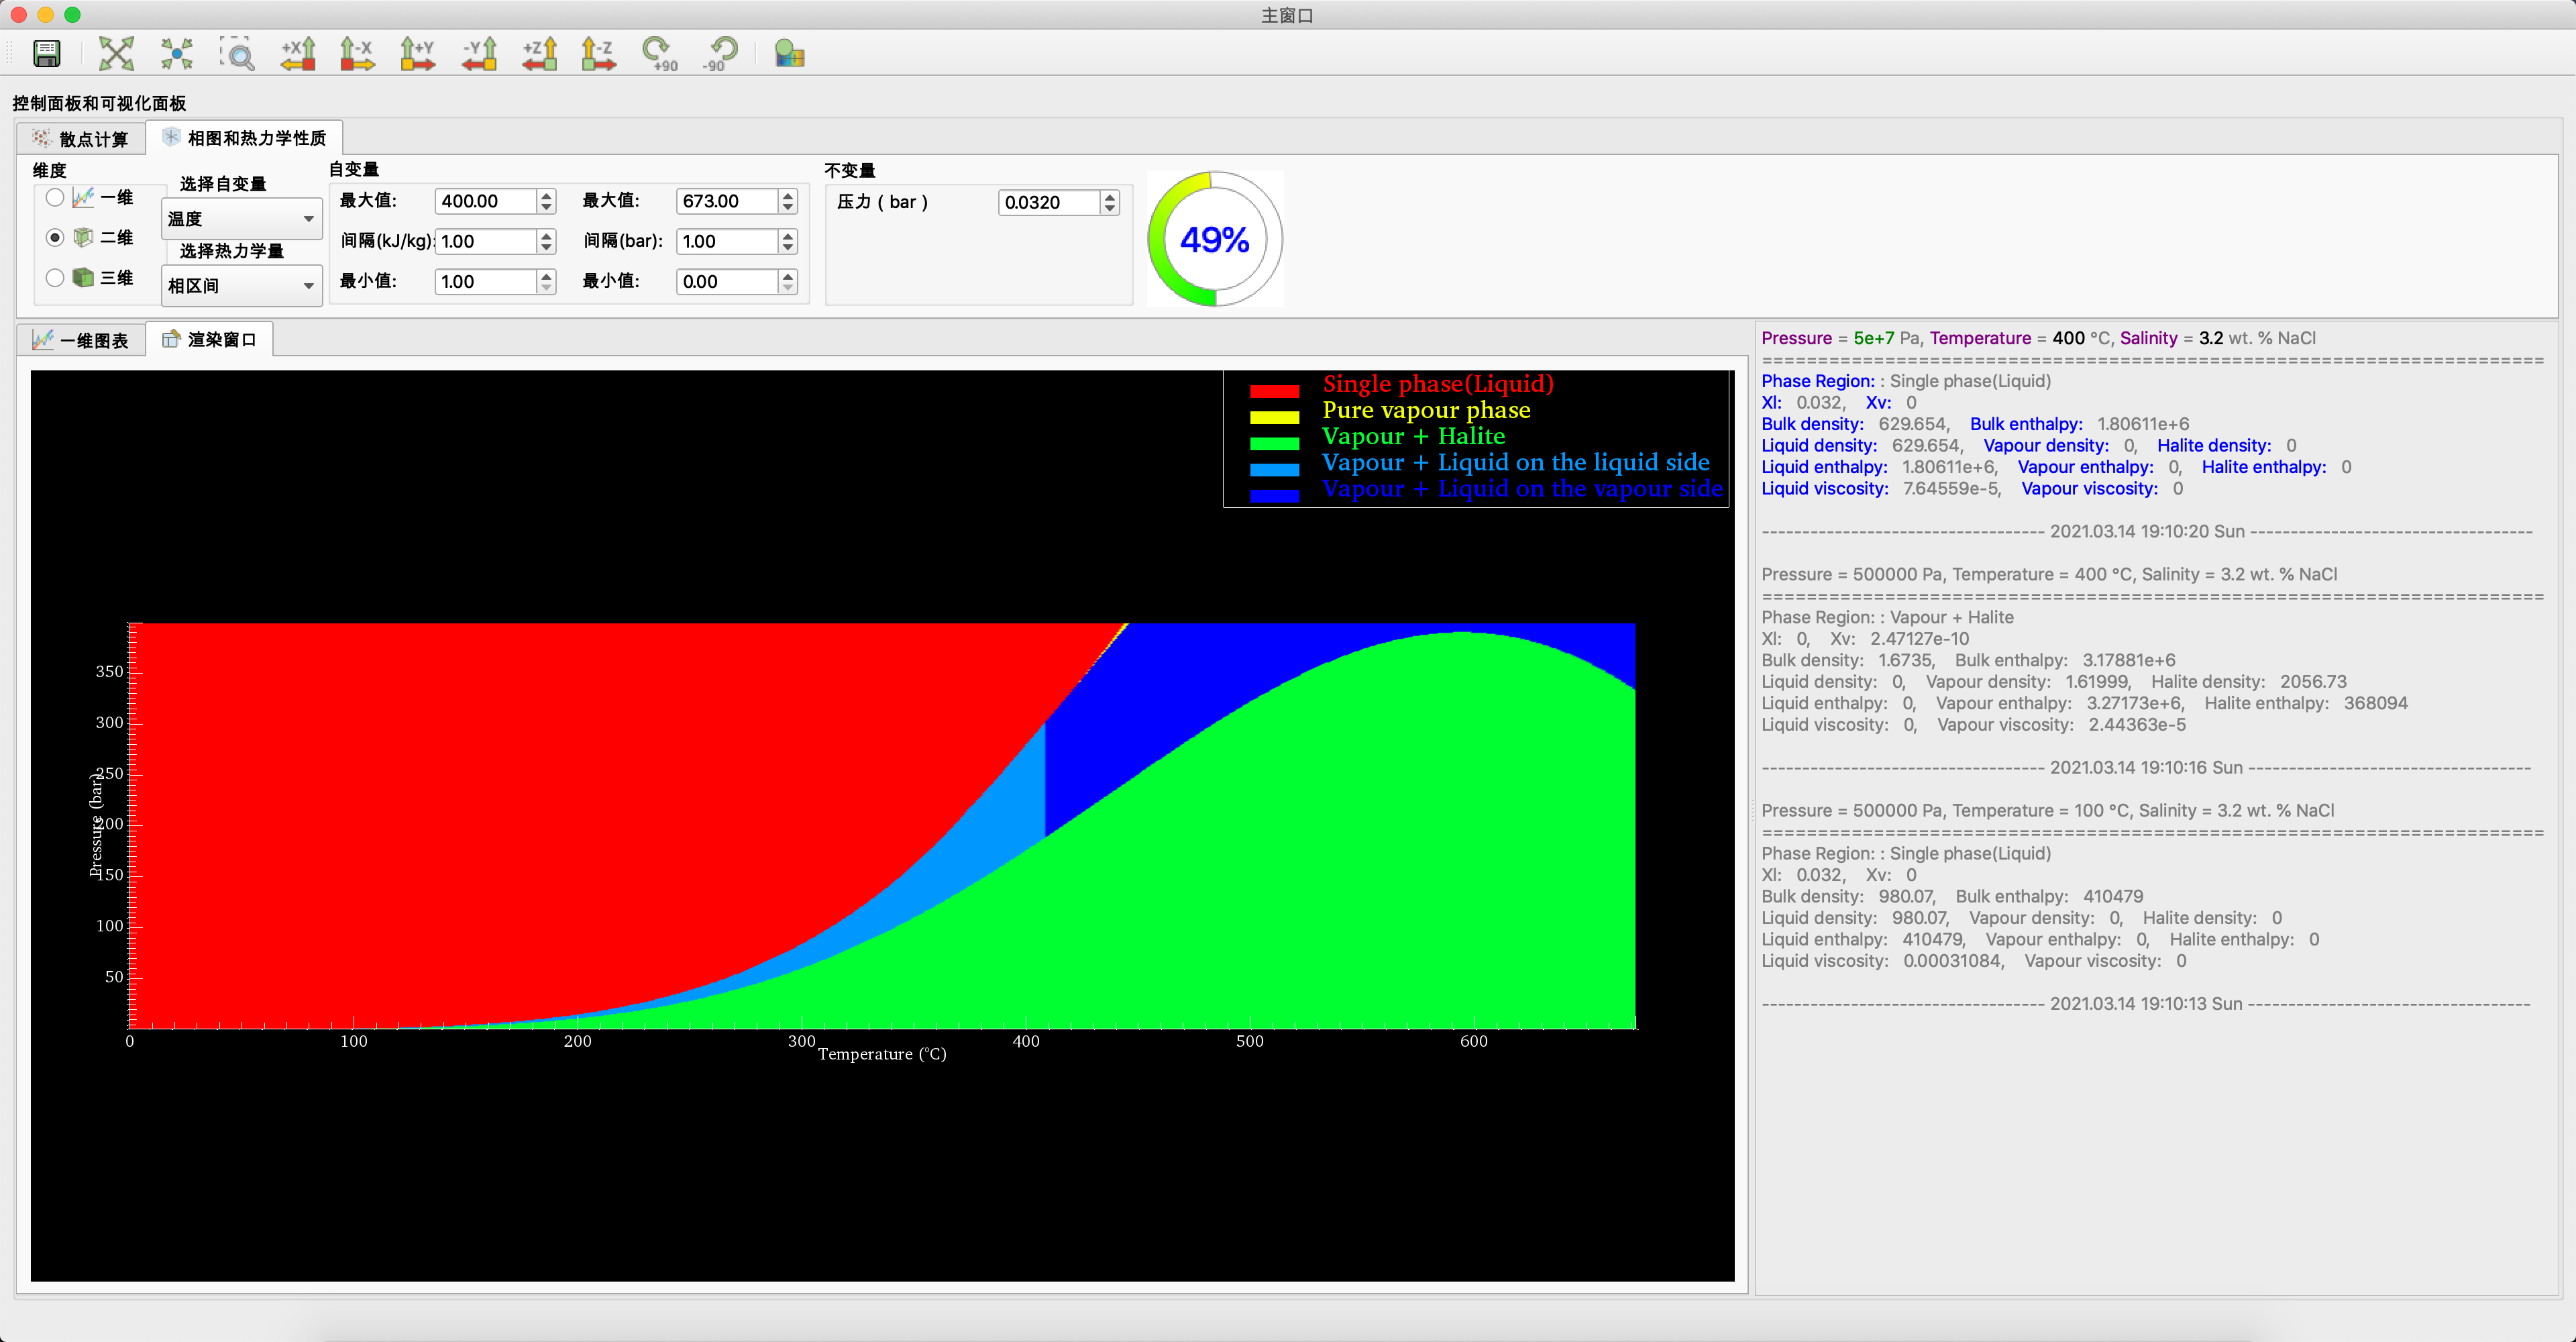 主窗口
+X -X +Y -Y +Z -Z +90 -90
控制面板和可视化面板
散点计算 相图和热力学性质
维度
一维
二维
三维
选择自变量
温度
选择热力学量
相区间
自变量
最大值: 400.00 最大值: 673.00
间隔(kJ/kg): 1.00 间隔(bar): 1.00
最小值: 1.00 最小值: 0.00
不变量
压力 ( bar ) 0.0320
49%
一维图表 渲染窗口
Single phase(Liquid)
Pure vapour phase
Vapour + Halite
Vapour + Liquid on the liquid side
Vapour + Liquid on the vapour side
350
300
250
200
150
100
50
Pressure (bar)
0 100 200 300 400 500 600
Temperature (°C)
Pressure = 5e+7 Pa, Temperature = 400 °C, Salinity = 3.2 wt. % NaCl
Phase Region: : Single phase(Liquid)
Xl: 0.032, Xv: 0
Bulk density: 629.654, Bulk enthalpy: 1.80611e+6
Liquid density: 629.654, Vapour density: 0, Halite density: 0
Liquid enthalpy: 1.80611e+6, Vapour enthalpy: 0, Halite enthalpy: 0
Liquid viscosity: 7.64559e-5, Vapour viscosity: 0
2021.03.14 19:10:20 Sun
Pressure = 500000 Pa, Temperature = 400 °C, Salinity = 3.2 wt. % NaCl
Phase Region: : Vapour + Halite
Xl: 0, Xv: 2.47127e-10
Bulk density: 1.6735, Bulk enthalpy: 3.17881e+6
Liquid density: 0, Vapour density: 1.61999, Halite density: 2056.73
Liquid enthalpy: 0, Vapour enthalpy: 3.27173e+6, Halite enthalpy: 368094
Liquid viscosity: 0, Vapour viscosity: 2.44363e-5
2021.03.14 19:10:16 Sun
Pressure = 500000 Pa, Temperature = 100 °C, Salinity = 3.2 wt. % NaCl
Phase Region: : Single phase(Liquid)
Xl: 0.032, Xv: 0
Bulk density: 980.07, Bulk enthalpy: 410479
Liquid density: 980.07, Vapour density: 0, Halite density: 0
Liquid enthalpy: 410479, Vapour enthalpy: 0, Halite enthalpy: 0
Liquid viscosity: 0.00031084, Vapour viscosity: 0
2021.03.14 19:10:13 Sun